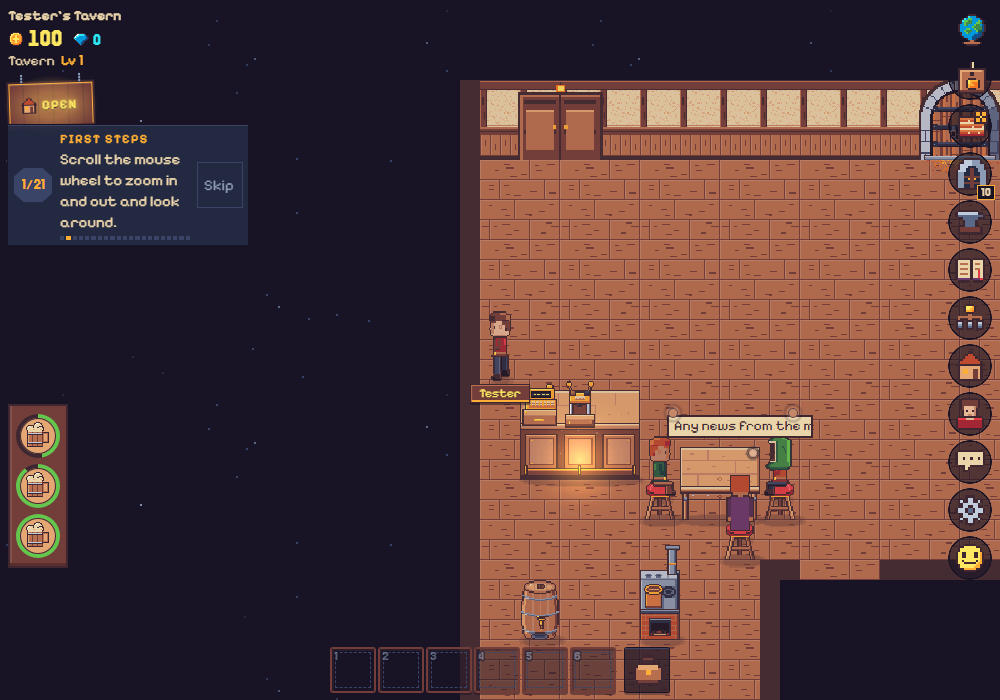 Tester's Tavern
100 0
Tavern Lv 1
OPEN
FIRST STEPS
1/21
Scroll the mouse
wheel to zoom in
and out and look
around.
Skip
10
Tester
Any news from the m
1 2 3 4 5 6